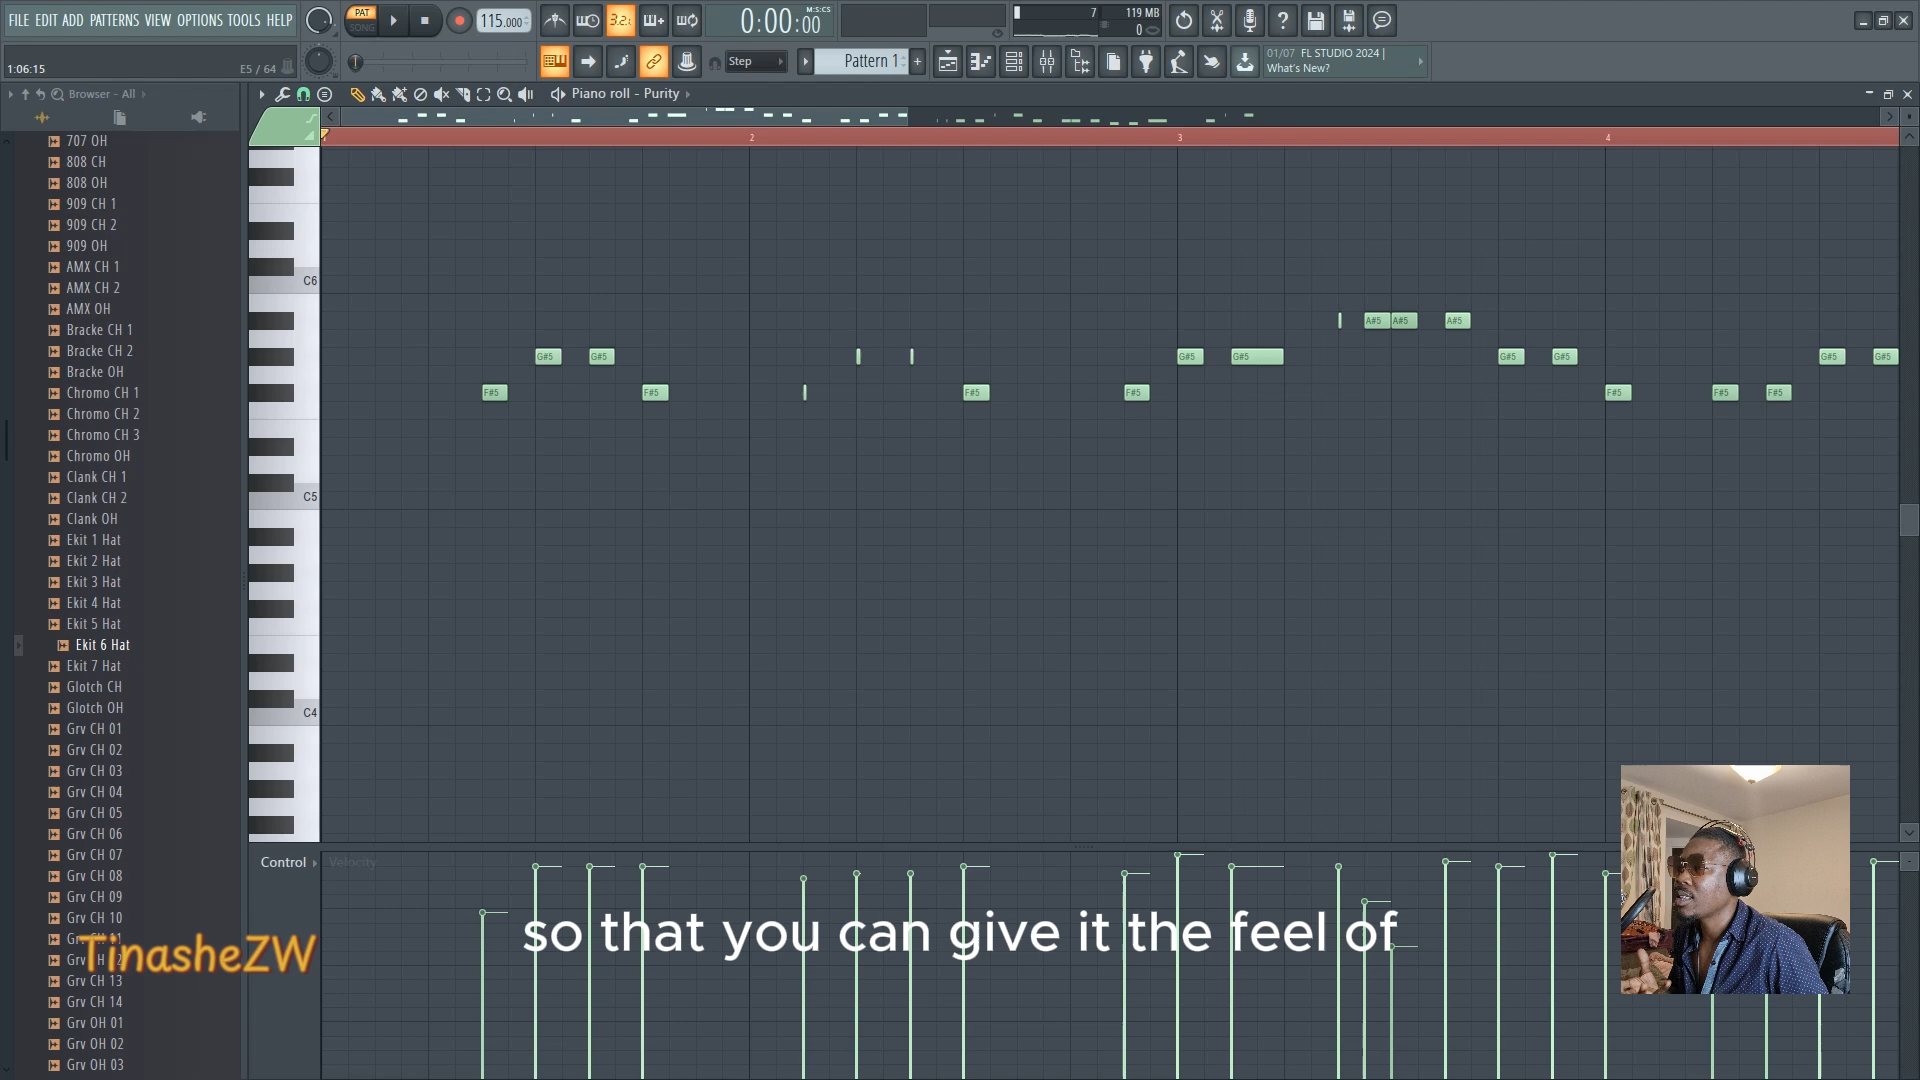 FILE EDIT ADD PATTERNS VIEW OPTIONS TOOLS HELP
PAT
SONG
115.000
3.2.
0:00:00
M:S:CS
7
119 MB
0
1:06:15
E5 / 64
Step
Pattern 1
01/07 FL STUDIO 2024 |
What's New?
Browser - All
Piano roll - Purity
2
3
4
707 OH
808 CH
808 OH
909 CH 1
909 CH 2
909 OH
AMX CH 1
AMX CH 2
AMX OH
Bracke CH 1
Bracke CH 2
Bracke OH
Chromo CH 1
Chromo CH 2
Chromo CH 3
Chromo OH
Clank CH 1
Clank CH 2
Clank OH
Ekit 1 Hat
Ekit 2 Hat
Ekit 3 Hat
Ekit 4 Hat
Ekit 5 Hat
Ekit 6 Hat
Ekit 7 Hat
Glotch CH
Glotch OH
Grv CH 01
Grv CH 02
Grv CH 03
Grv CH 04
Grv CH 05
Grv CH 06
Grv CH 07
Grv CH 08
Grv CH 09
Grv CH 10
Grv CH 13
Grv CH 14
Grv OH 01
Grv OH 02
Grv OH 03
C6
C5
C4
A#5 A#5 A#5
G#5 G#5 G#5 G#5 G#5 G#5 G#5 G#5
F#5 F#5 F#5 F#5 F#5 F#5 F#5
Control
Velocity
so that you can give it the feel of
TinasheZW